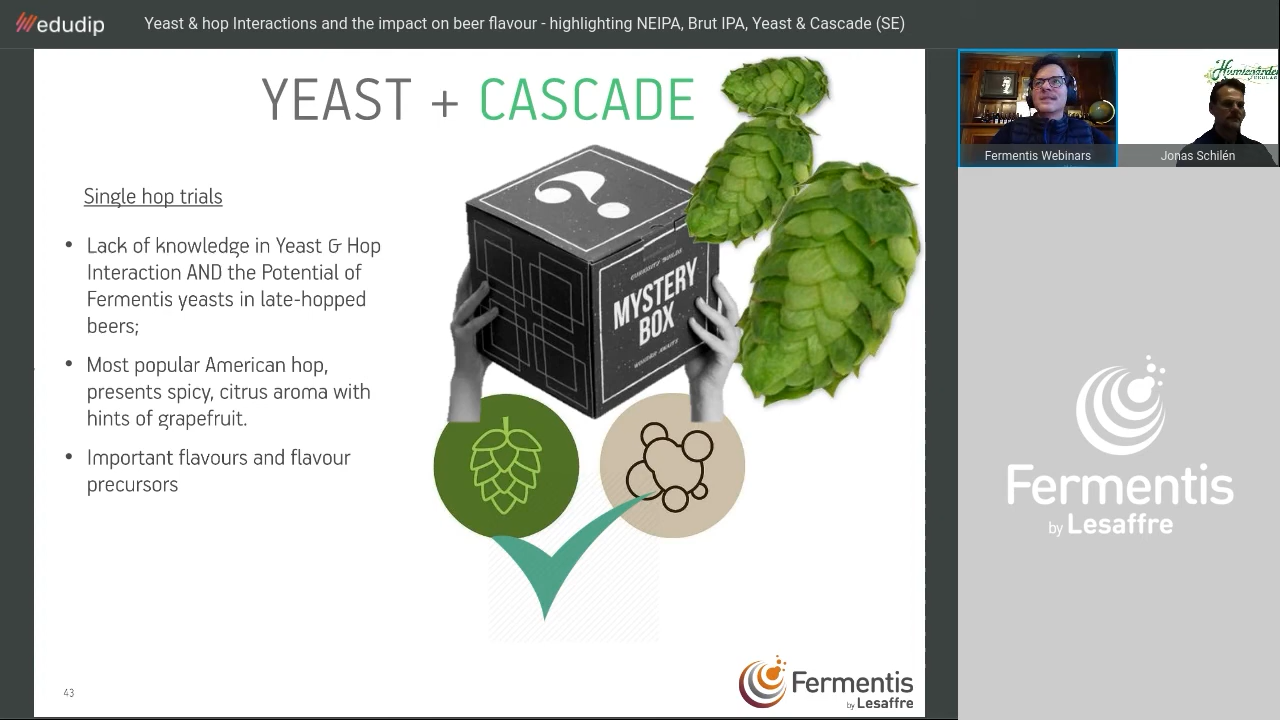 edudip
Yeast & hop Interactions and the impact on beer flavour - highlighting NEIPA, Brut IPA, Yeast & Cascade (SE)
YEAST + CASCADE
Single hop trials
• Lack of knowledge in Yeast & Hop
Interaction AND the Potential of
Fermentis yeasts in late-hopped
beers;
• Most popular American hop,
presents spicy, citrus aroma with
hints of grapefruit.
• Important flavours and flavour
precursors
MYSTERY
BOX
43
Fermentis
by Lesaffre
Fermentis Webinars
Jonas Schilén
Fermentis
by Lesaffre